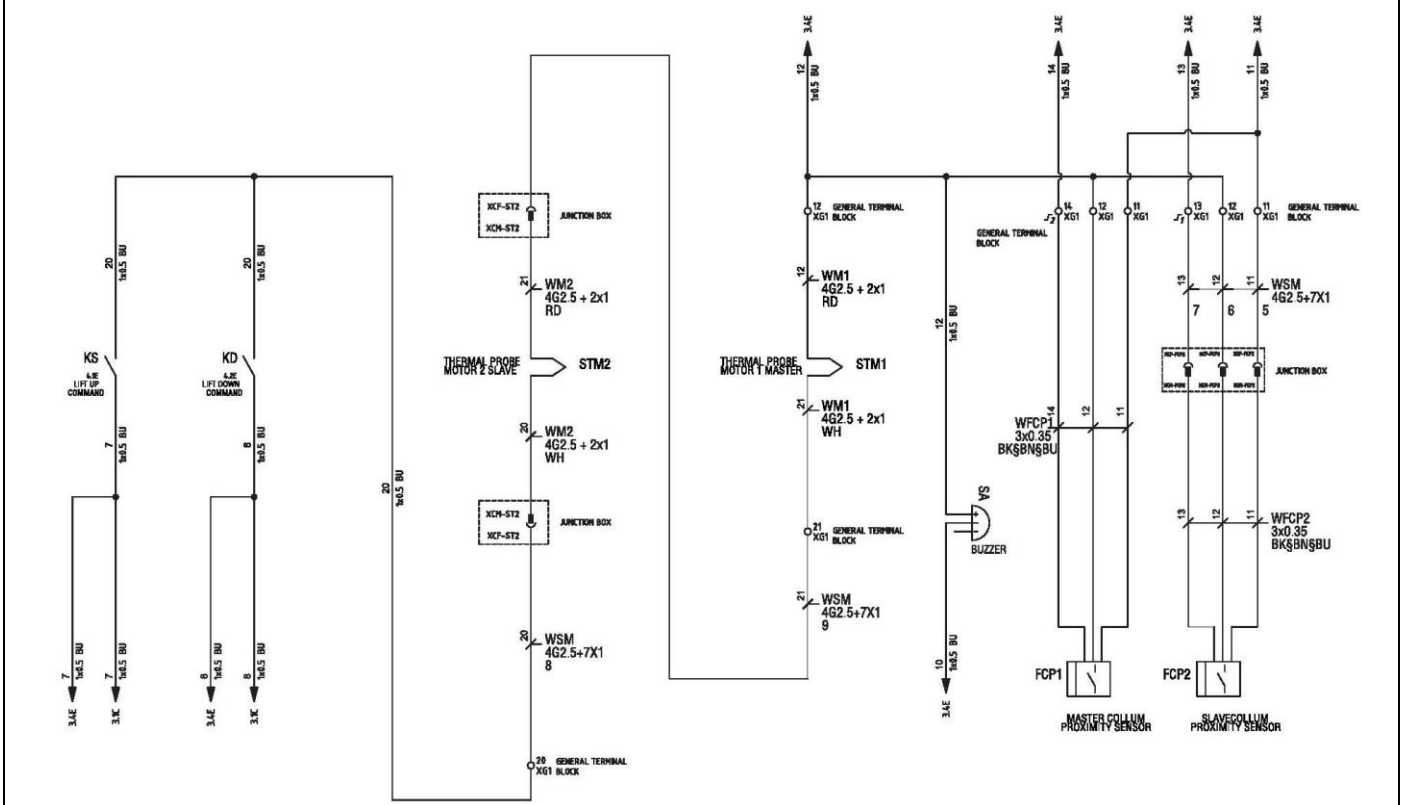 3.4E
3.4E
3.4E
3.4E
12
1x0.5 BU
14
1x0.5 BU
13
1x0.5 BU
11
1x0.5 BU
XCF-ST2
XCM-ST2
JUNCTION BOX
12
XG1
GENERAL TERMINAL
BLOCK
GENERAL TERMINAL
BLOCK
14
XG1
12
XG1
11
XG1
13
XG1
12
XG1
11
XG1
GENERAL TERMINAL
BLOCK
20
1x0.5 BU
20
1x0.5 BU
21
WM2
4G2.5 + 2x1
RD
12
WM1
4G2.5 + 2x1
RD
13
12
11
WSM
4G2.5+7X1
7
6
5
12
1x0.5 BU
KS
4.1E
LIFT UP
COMMAND
KD
4.2E
LIFT DOWN
COMMAND
THERMAL PROBE
MOTOR 2 SLAVE
STM2
THERMAL PROBE
MOTOR 1 MASTER
STM1
JUNCTION BOX
7
1x0.5 BU
8
1x0.5 BU
20
WM2
4G2.5 + 2x1
WH
21
WM1
4G2.5 + 2x1
WH
14
12
11
WFCP1
3x0.35
BK§BN§BU
20
1x0.5 BU
XCM-ST2
XCF-ST2
JUNCTION BOX
21
XG1
GENERAL TERMINAL
BLOCK
SA
+
−
BUZZER
13
12
11
WFCP2
3x0.35
BK§BN§BU
20
WSM
4G2.5+7X1
8
21
WSM
4G2.5+7X1
9
7
1x0.5 BU
7
1x0.5 BU
8
1x0.5 BU
8
1x0.5 BU
10
1x0.5 BU
3.4E
3.1C
3.4E
3.1C
3.4E
FCP1
FCP2
MASTER COLLUM
PROXIMITY SENSOR
SLAVECOLLUM
PROXIMITY SENSOR
20
XG1
GENERAL TERMINAL
BLOCK